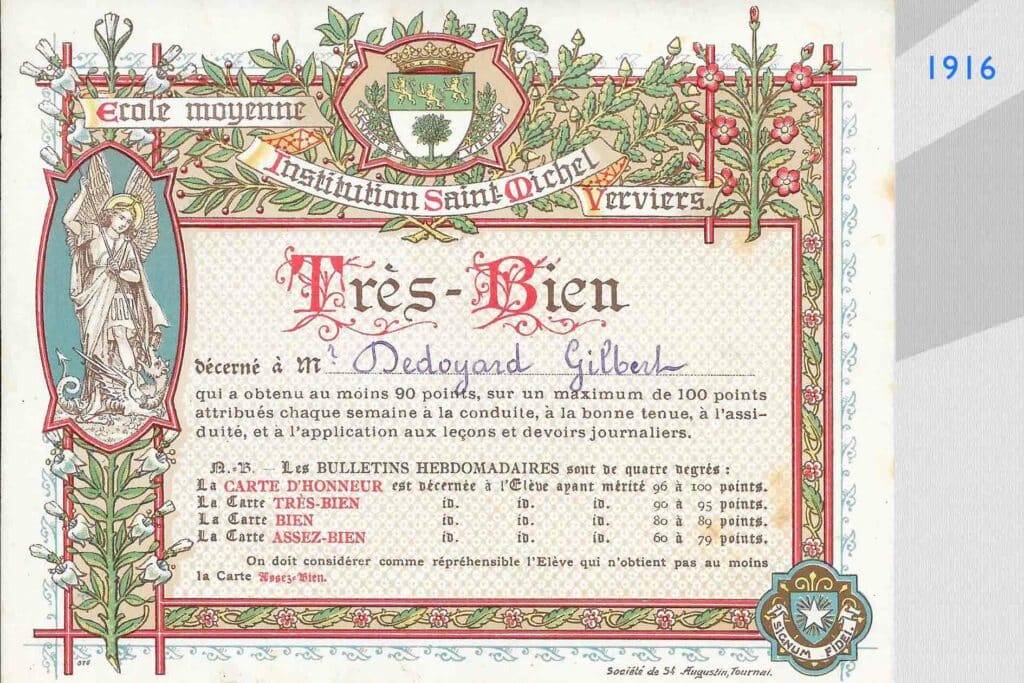 1916
Ecole moyenne
Institution Saint-Michel
Verviers.
Très-Bien
décerné à Mr Dedoyard Gilbert
qui a obtenu au moins 90 points, sur un maximum de 100 points
attribués chaque semaine à la conduite, à la bonne tenue, à l'assi-
duité, et à l'application aux leçons et devoirs journaliers.
N.-B. — Les BULLETINS HEBDOMADAIRES sont de quatre degrés :
La CARTE D'HONNEUR est décernée à l'Elève ayant mérité 96 à 100 points.
La Carte TRÈS-BIEN id. id. id. 90 à 95 points.
La Carte BIEN id. id. id. 80 à 89 points.
La Carte ASSEZ-BIEN id. id. id. 60 à 79 points.
On doit considérer comme répréhensible l'Elève qui n'obtient pas au moins
la Carte Assez-Bien.
SIGNUM FIDEI
Société de St Augustin, Tournai.